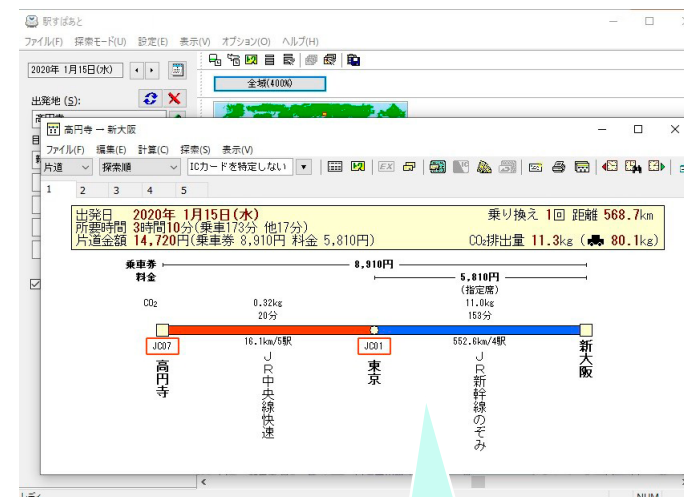 駅すぱあと
ファイル(F) 探索モード(U) 設定(E) 表示(V) オプション(O) ヘルプ(H)
2020年 1月15日(水)
全域(400%)
出発地(S):
高円寺 → 新大阪
ファイル(F) 編集(E) 計算(C) 探索(S) 表示(V)
片道 探索順 ICカードを特定しない
1 2 3 4 5
出発日 2020年 1月15日(水) 乗り換え 1回 距離 568.7km
所要時間 3時間10分(乗車173分 他17分)
片道金額 14,720円(乗車券 8,910円 料金 5,810円) CO₂排出量 11.3kg ( 80.1kg)
乗車券 8,910円
料金 5,810円
(指定席)
CO₂ 0.32kg 11.0kg
20分 153分
16.1km/5駅 552.6km/4駅
JC07 JC01
高円寺
JR中央線快速
東京
JR新幹線のぞみ
新大阪
NUM